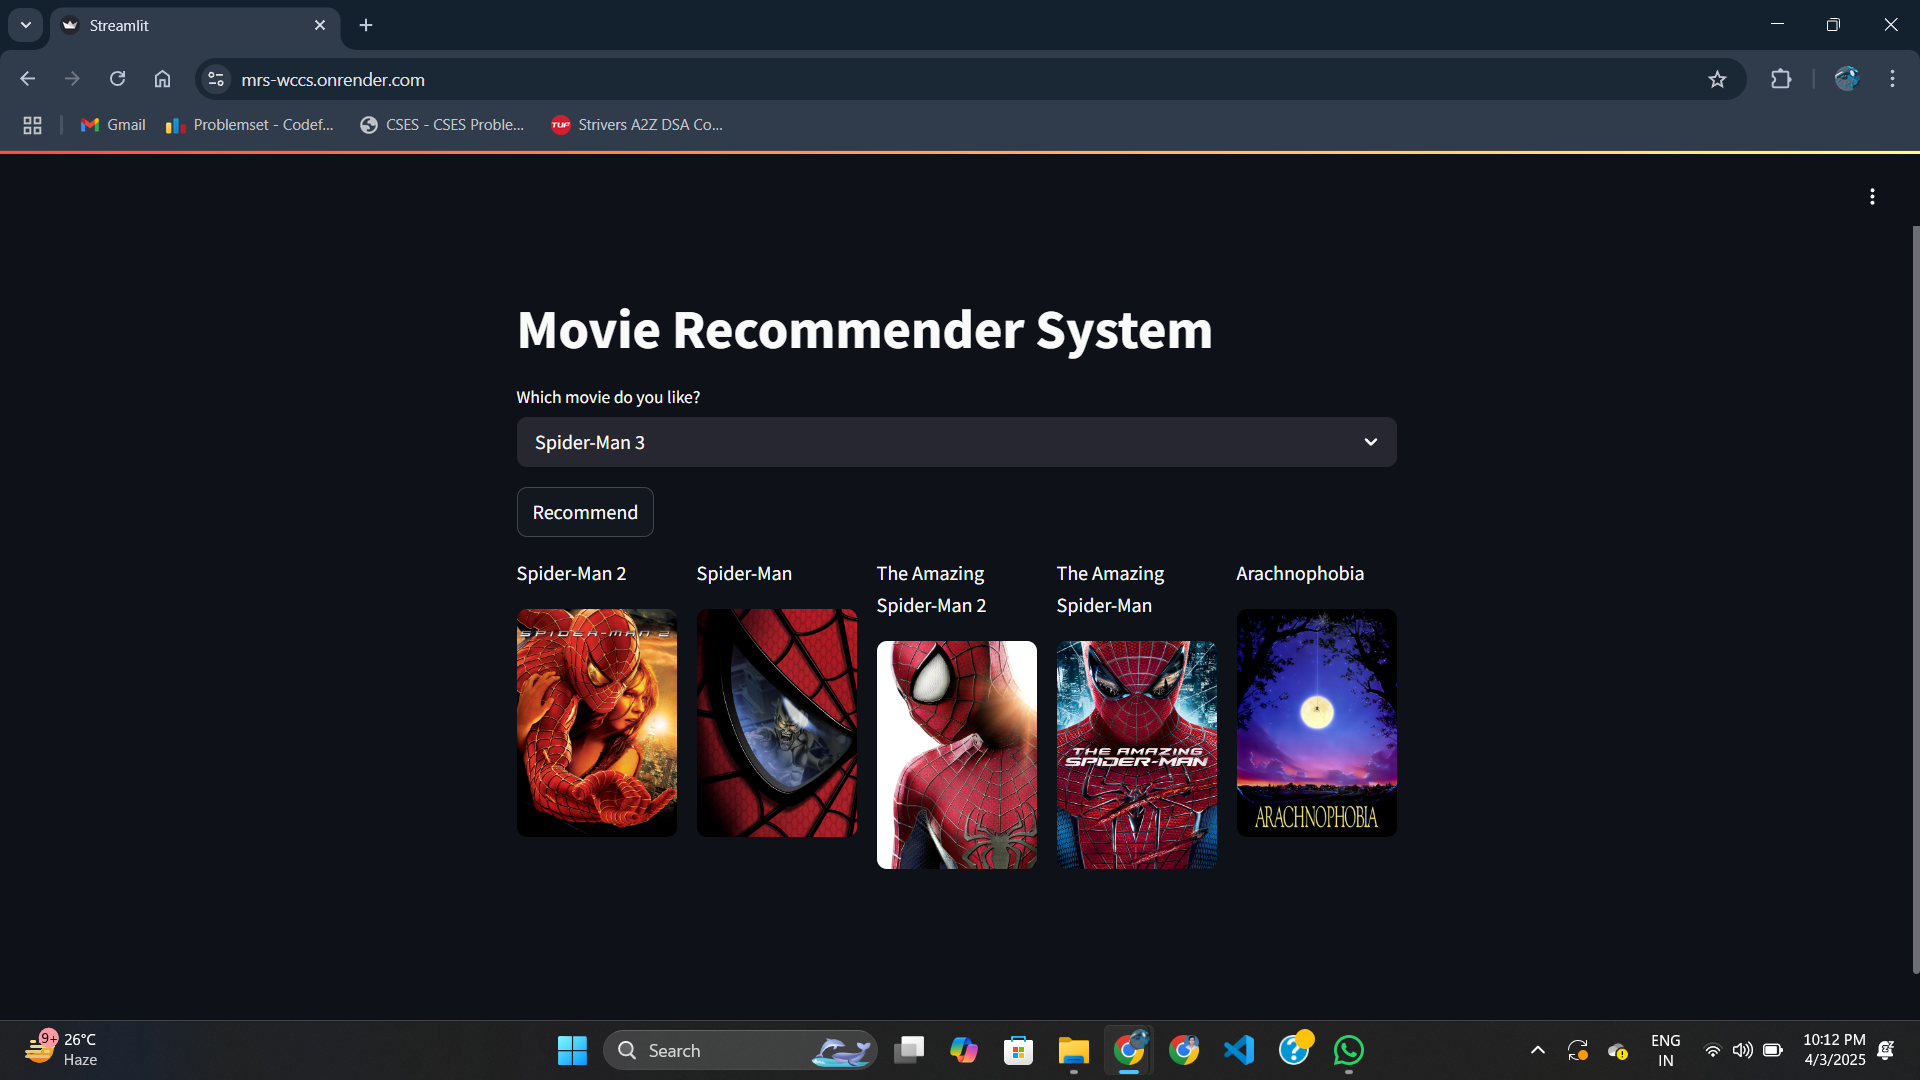 Streamlit
mrs-wccs.onrender.com
Gmail
Problemset - Codef...
CSES - CSES Proble...
TUF
Strivers A2Z DSA Co...
Movie Recommender System
Which movie do you like?
Spider-Man 3
Recommend
Spider-Man 2
Spider-Man
The Amazing
Spider-Man 2
The Amazing
Spider-Man
Arachnophobia
SPIDER-MAN 2
THE AMAZING
SPIDER-MAN
ARACHNOPHOBIA
9+
26°C
Haze
Search
ENG
IN
10:12 PM
4/3/2025